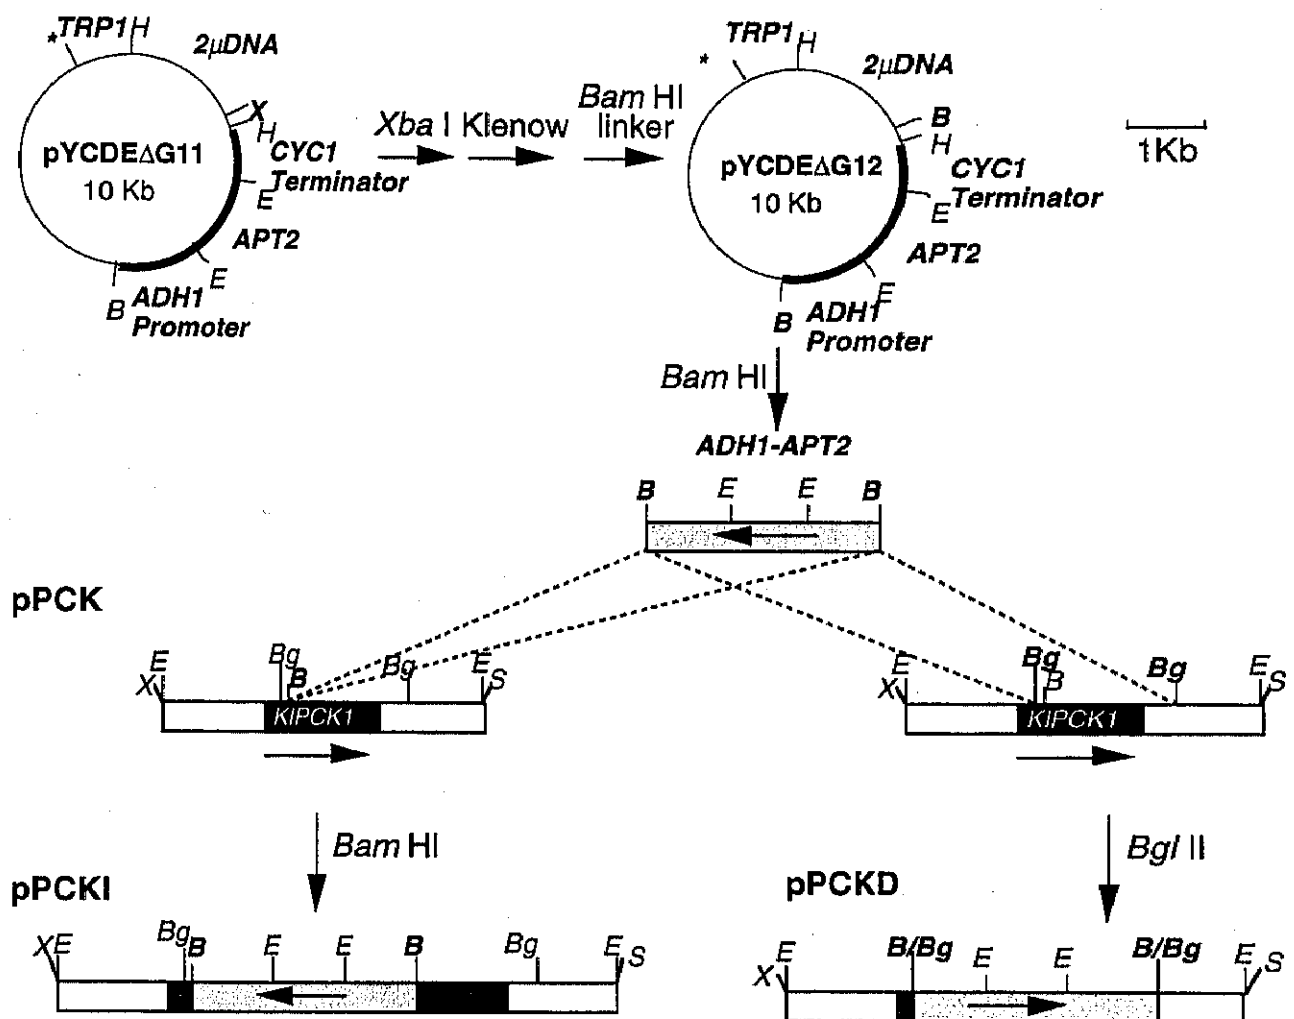 *TRP1 H
2µDNA
X
H
CYC1
Terminator
E
APT2
E
B
ADH1
Promoter
pYCDEΔG11
10 Kb
Xba I Klenow
Bam HI
linker
* TRP1 H
2µDNA
B
H
CYC1
Terminator
E
APT2
E
B
ADH1
Promoter
pYCDEΔG12
10 Kb
1Kb
Bam HI
ADH1-APT2
B E E B
pPCK
X E Bg B Bg E S
KlPCK1
X E Bg B Bg E S
KlPCK1
Bam HI
Bgl II
pPCKI
X E Bg B E E B Bg E S
pPCKD
X E B/Bg E E B/Bg E S